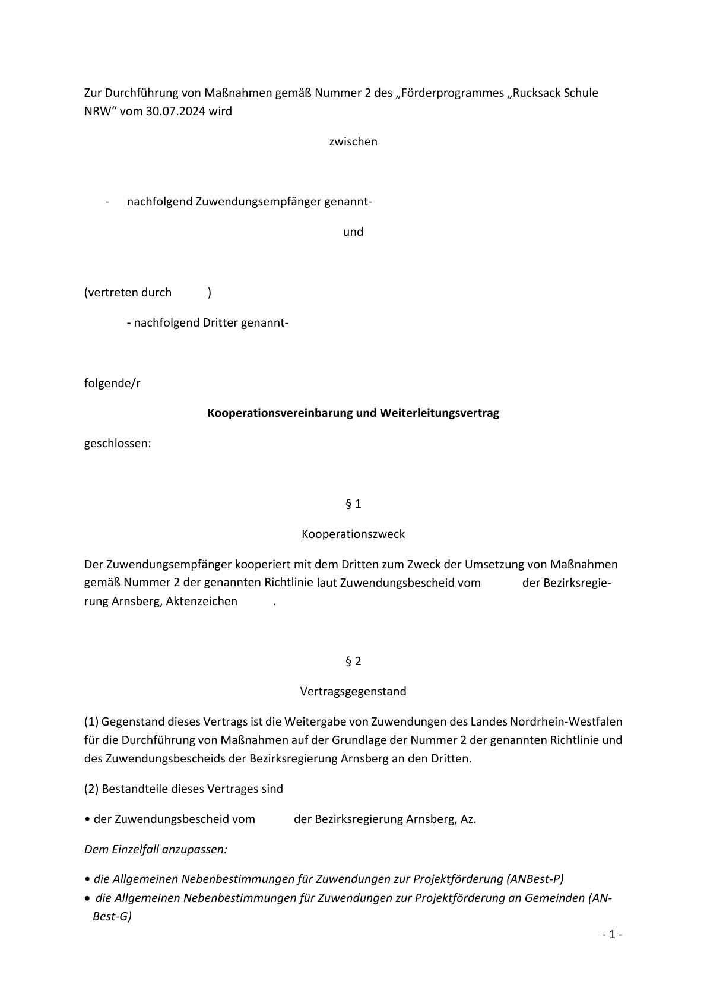 Zur Durchführung von Maßnahmen gemäß Nummer 2 des „Förderprogrammes „Rucksack Schule
NRW“ vom 30.07.2024 wird
zwischen
- nachfolgend Zuwendungsempfänger genannt-
und
(vertreten durch )
- nachfolgend Dritter genannt-
folgende/r
Kooperationsvereinbarung und Weiterleitungsvertrag
geschlossen:
§ 1
Kooperationszweck
Der Zuwendungsempfänger kooperiert mit dem Dritten zum Zweck der Umsetzung von Maßnahmen
gemäß Nummer 2 der genannten Richtlinie laut Zuwendungsbescheid vom der Bezirksregie-
rung Arnsberg, Aktenzeichen .
§ 2
Vertragsgegenstand
(1) Gegenstand dieses Vertrags ist die Weitergabe von Zuwendungen des Landes Nordrhein-Westfalen
für die Durchführung von Maßnahmen auf der Grundlage der Nummer 2 der genannten Richtlinie und
des Zuwendungsbescheids der Bezirksregierung Arnsberg an den Dritten.
(2) Bestandteile dieses Vertrages sind
• der Zuwendungsbescheid vom der Bezirksregierung Arnsberg, Az.
Dem Einzelfall anzupassen:
• die Allgemeinen Nebenbestimmungen für Zuwendungen zur Projektförderung (ANBest-P)
• die Allgemeinen Nebenbestimmungen für Zuwendungen zur Projektförderung an Gemeinden (AN-
Best-G)
- 1 -